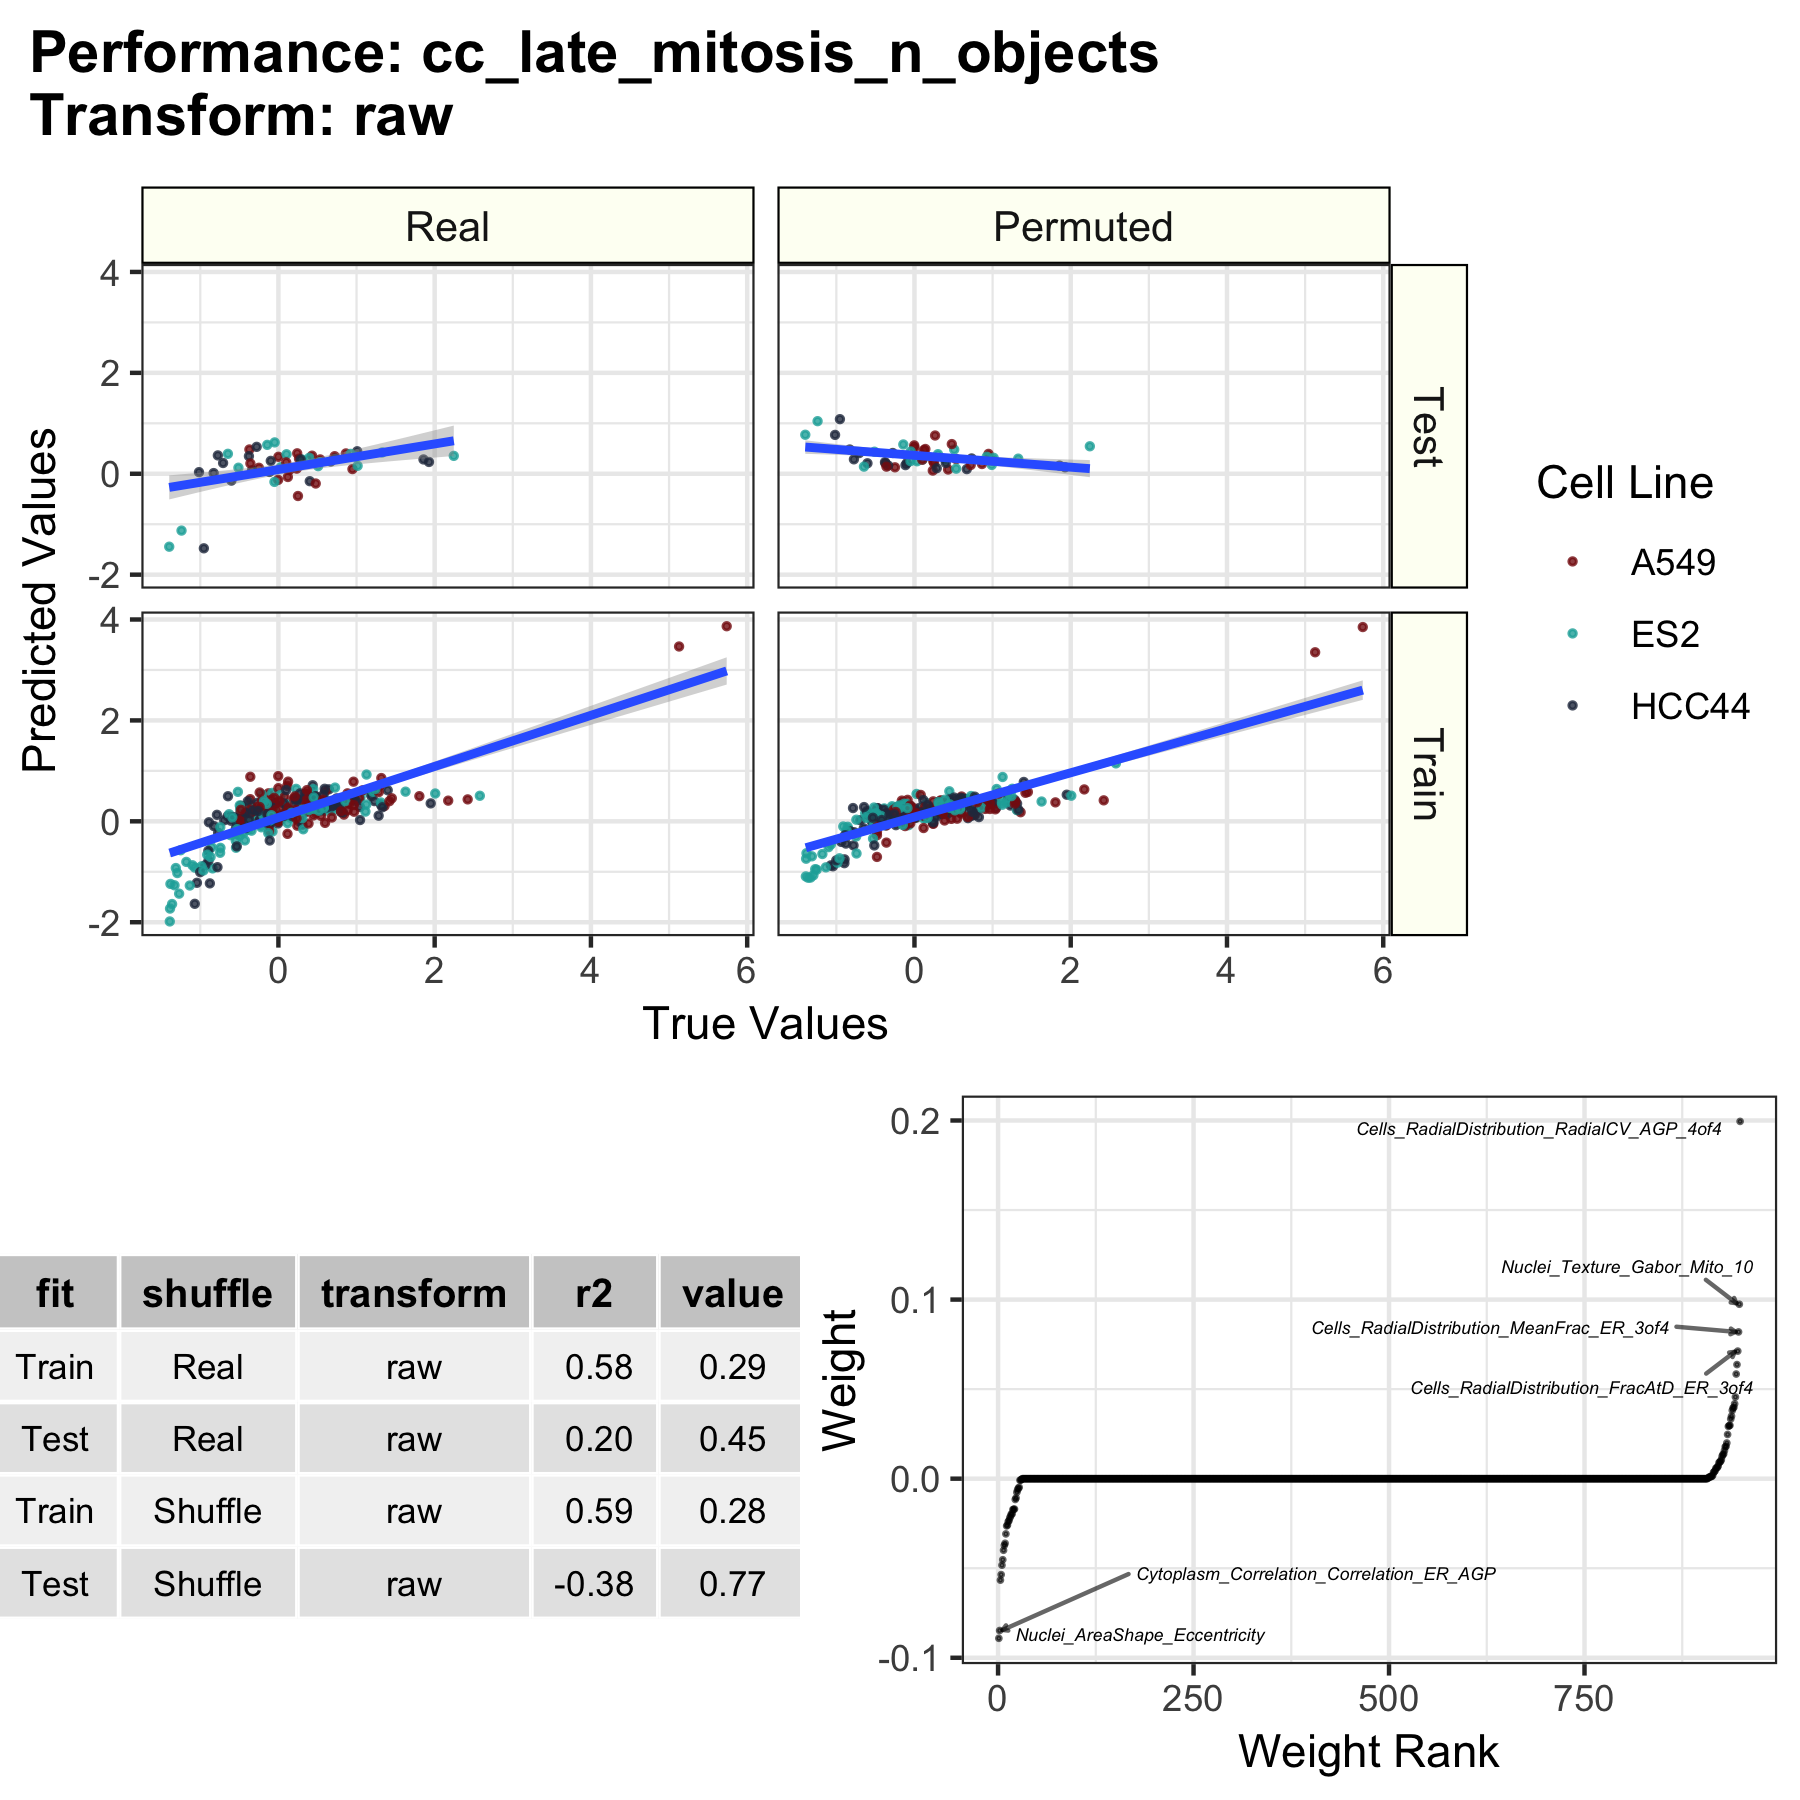 Performance: cc_late_mitosis_n_objects
Transform: raw
Real
Permuted
4
2
0
-2
Test
4
2
0
-2
Train
Predicted Values
0
2
4
6
0
2
4
6
True Values
Cell Line
A549
ES2
HCC44
fit shuffle transform r2 value
Train Real raw 0.58 0.29
Test Real raw 0.20 0.45
Train Shuffle raw 0.59 0.28
Test Shuffle raw -0.38 0.77
Weight
0.2
0.1
0.0
-0.1
Cells_RadialDistribution_RadialCV_AGP_4of4
Nuclei_Texture_Gabor_Mito_10
Cells_RadialDistribution_MeanFrac_ER_3of4
Cells_RadialDistribution_FracAtD_ER_3of4
Cytoplasm_Correlation_Correlation_ER_AGP
Nuclei_AreaShape_Eccentricity
0
250
500
750
Weight Rank